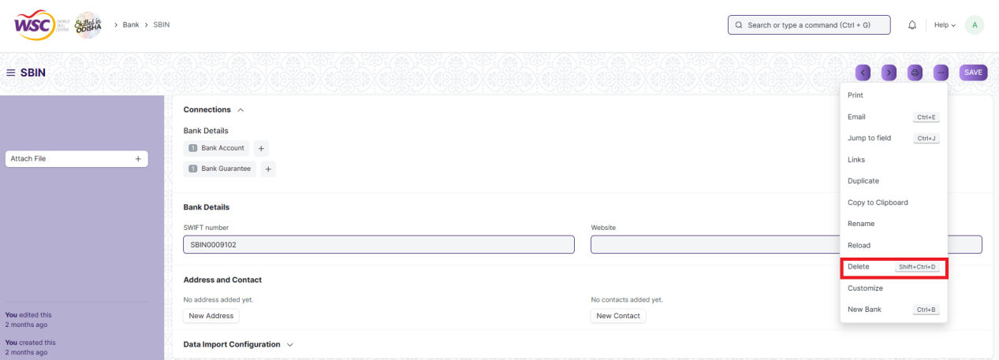 WSC WORLD SKILL CENTER Skilled in ODISHA > Bank > SBIN
Search or type a command (Ctrl + G)
Help
A
SBIN
SAVE
Attach File +
You edited this
2 months ago
You created this
2 months ago
Connections
Bank Details
1 Bank Account +
1 Bank Guarantee +
Bank Details
SWIFT number
SBIN0009102
Website
Address and Contact
No address added yet.
New Address
No contacts added yet.
New Contact
Data Import Configuration
Print
Email Ctrl+E
Jump to field Ctrl+J
Links
Duplicate
Copy to Clipboard
Rename
Reload
Delete Shift+Ctrl+D
Customize
New Bank Ctrl+B